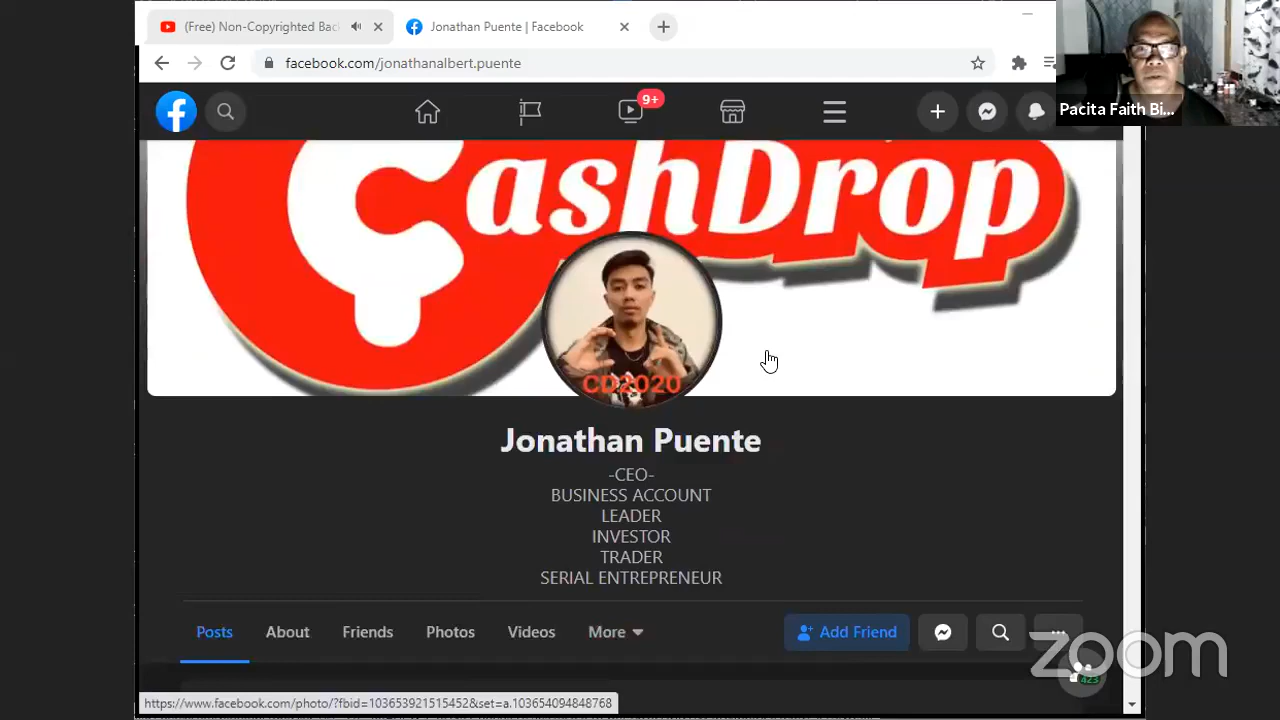 (Free) Non-Copyrighted Bac
Jonathan Puente | Facebook
facebook.com/jonathanalbert.puente
Pacita Faith Bi...
9+
CashDrop
CD2020
Jonathan Puente
-CEO-
BUSINESS ACCOUNT
LEADER
INVESTOR
TRADER
SERIAL ENTREPRENEUR
Posts
About
Friends
Photos
Videos
More
Add Friend
zoom
423
https://www.facebook.com/photo/?fbid=103653921515452&set=a.103654094848768